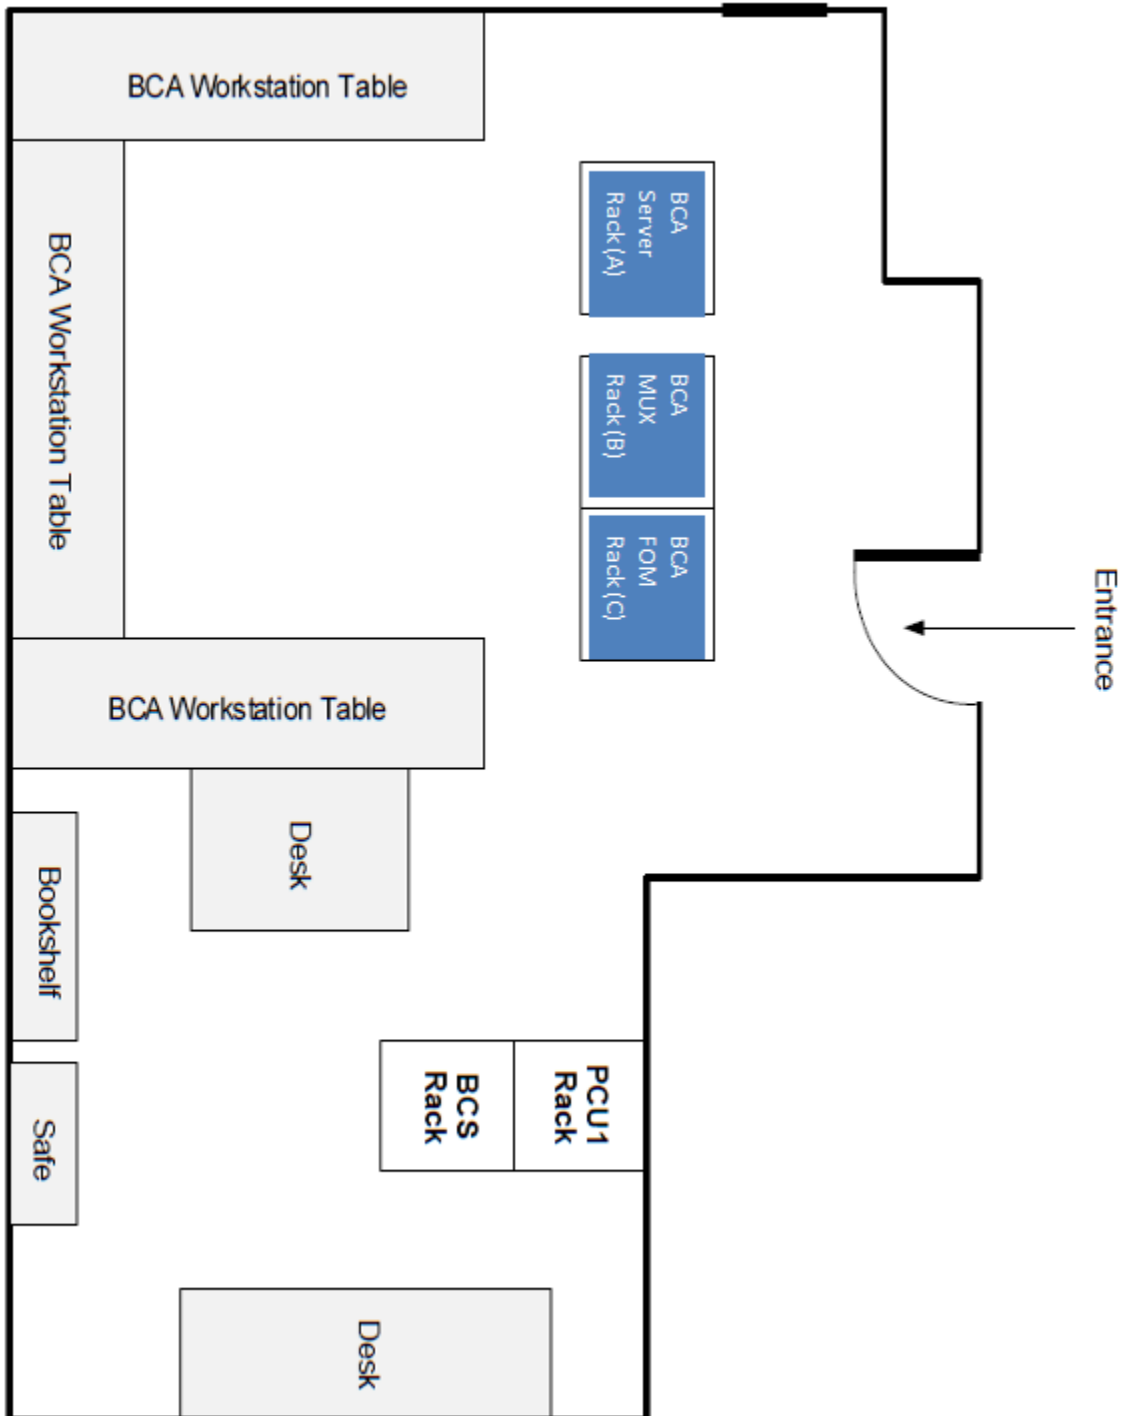 BCA Workstation Table
BCA
Server
Rack (A)
BCA Workstation Table
BCA
MUX
Rack (B)
BCA
FOM
Rack (C)
Entrance
BCA Workstation Table
Desk
Bookshelf
PCU1
Rack
BCS
Rack
Safe
Desk